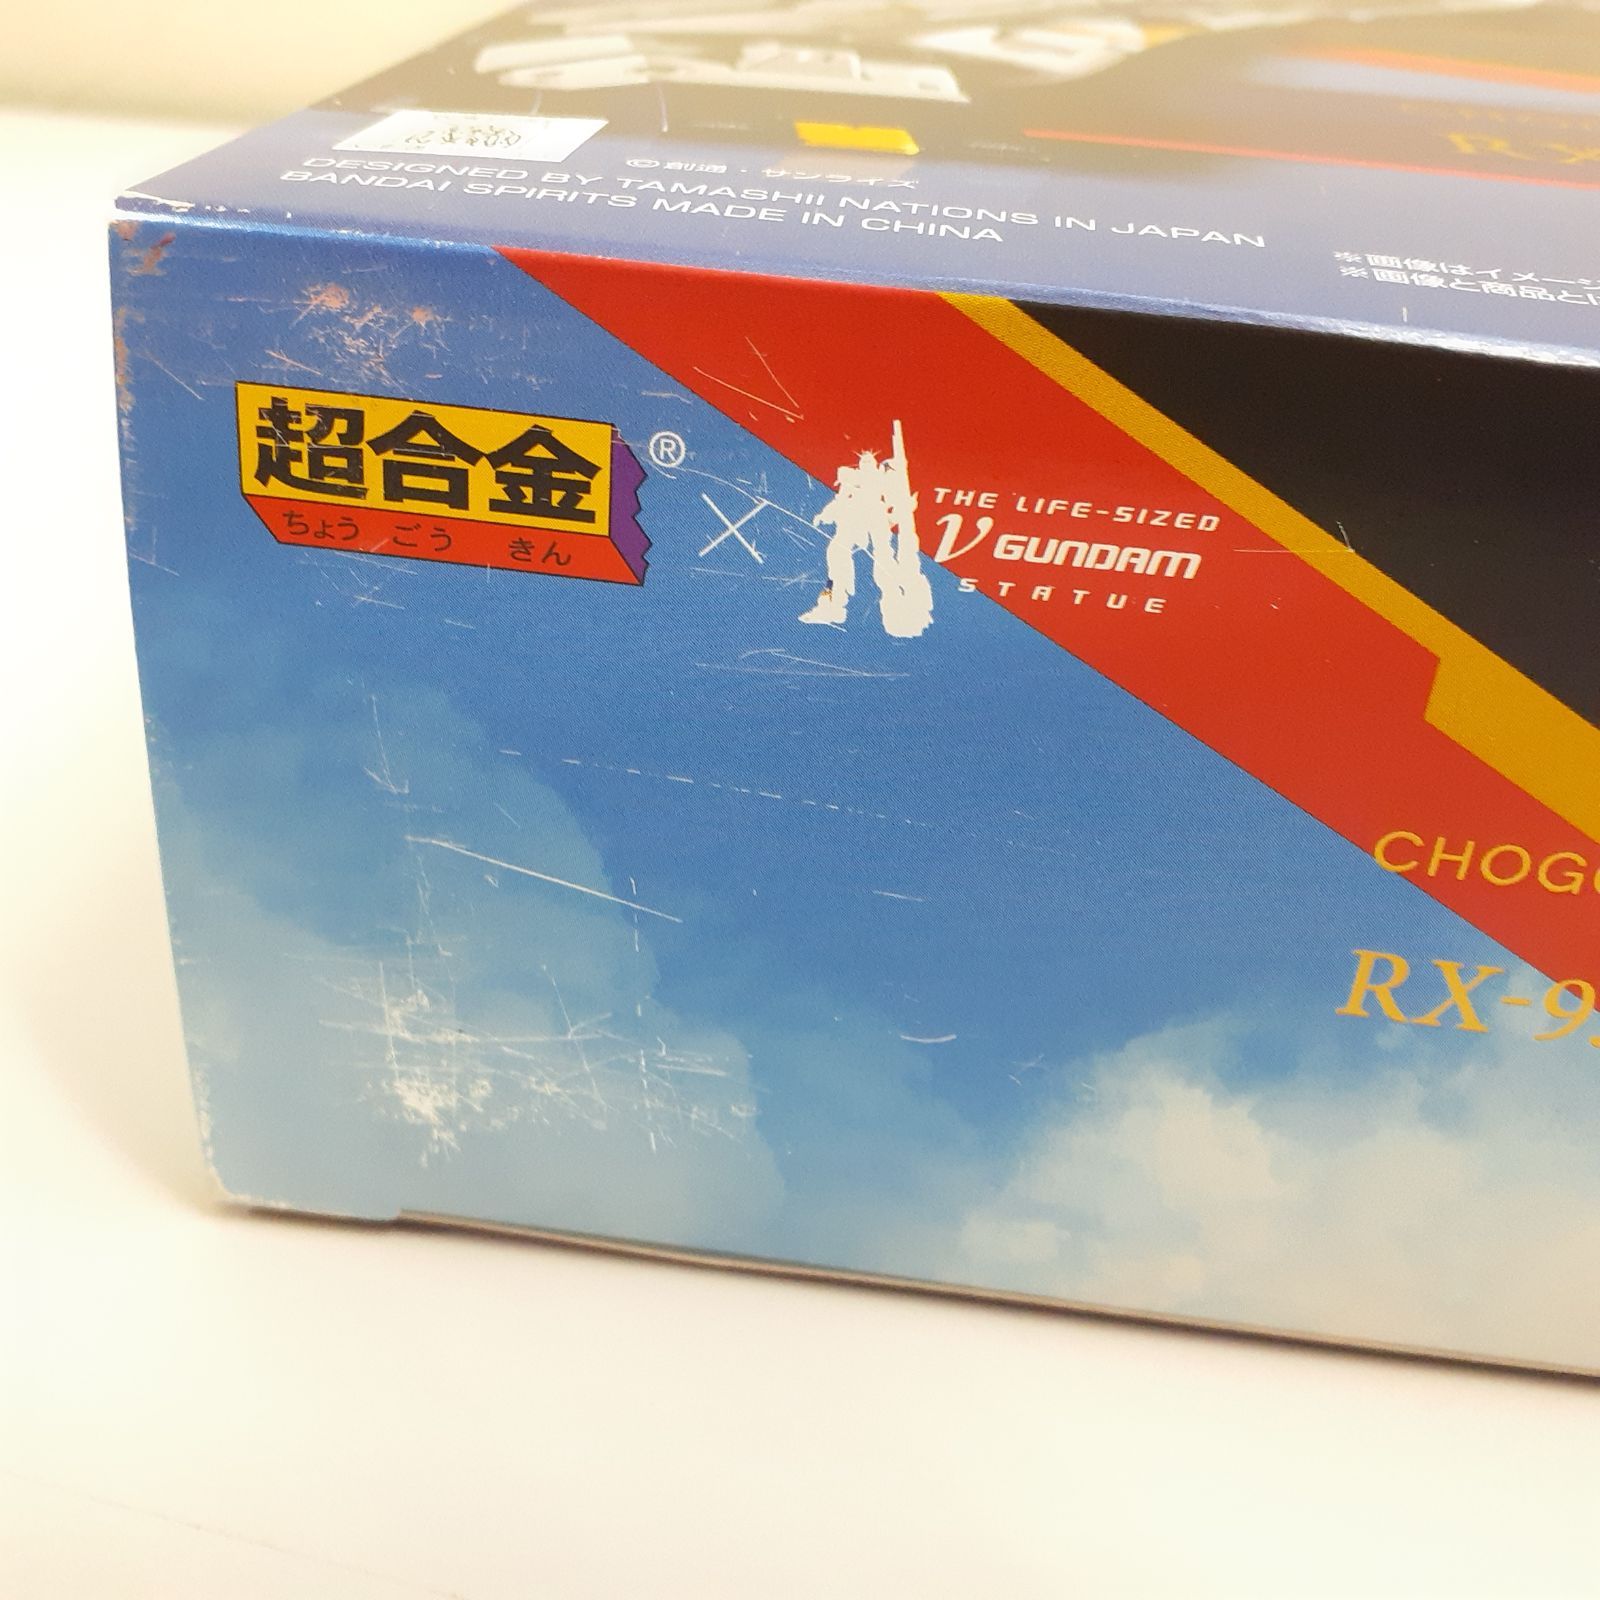 DESIGNED BY TAMASHII NATIONS IN JAPAN
©創通・サンライズ
BANDAI SPIRITS MADE IN CHINA
※画像はイメージ
※画像と商品とは
超合金®
ちょうごうきん
×
THE LIFE-SIZED
ν GUNDAM
STATUE
CHOGO
RX-93